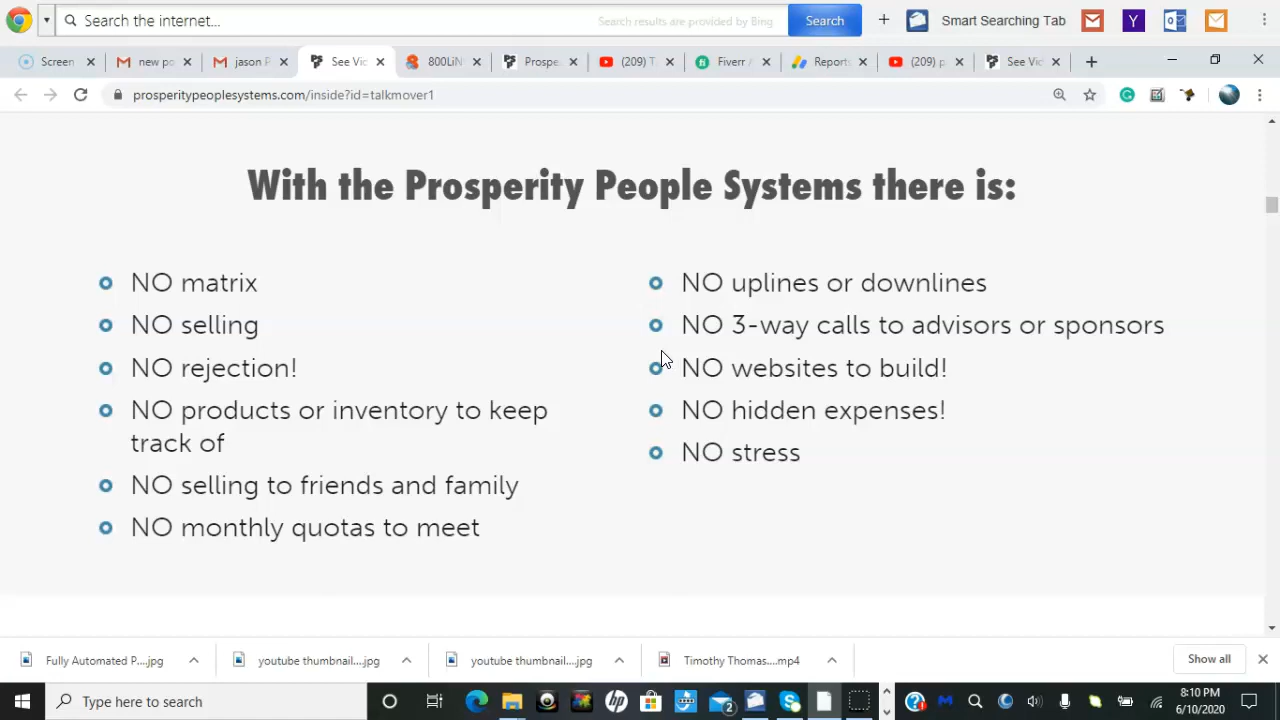 Search the internet...
Search results are provided by Bing
Search
Smart Searching Tab
Screen
new po
jason P
See Vic
800LiN
Prospe
(209) T
Fiverr /
Reports
(209) p
See Vic
prosperitypeoplesystems.com/inside?id=talkmover1
With the Prosperity People Systems there is:
NO matrix
NO selling
NO rejection!
NO products or inventory to keep
track of
NO selling to friends and family
NO monthly quotas to meet
NO uplines or downlines
NO 3-way calls to advisors or sponsors
NO websites to build!
NO hidden expenses!
NO stress
Fully Automated P....jpg
youtube thumbnail....jpg
youtube thumbnail....jpg
Timothy Thomas....mp4
Show all
Type here to search
2
8:10 PM
6/10/2020